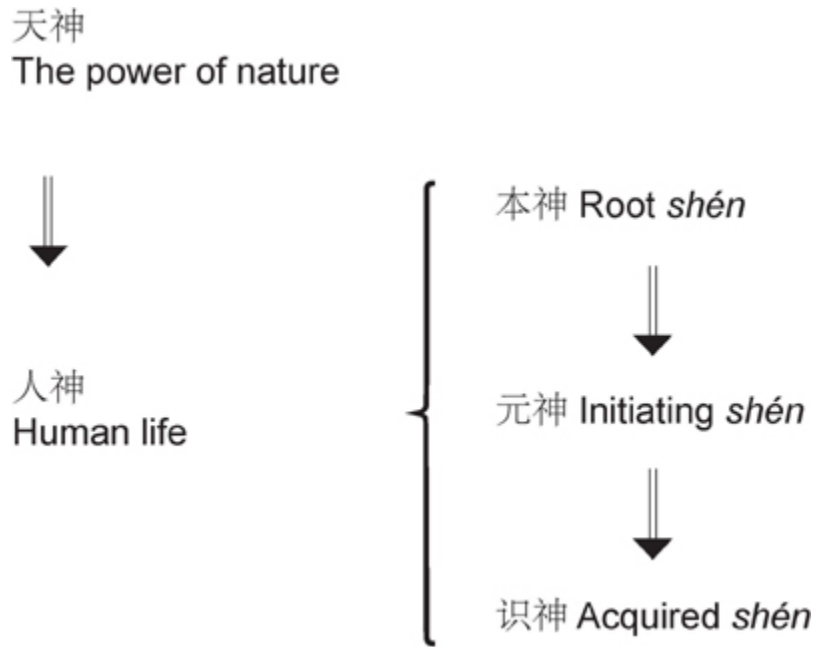 天神
The power of nature
人神
Human life
本神 Root shén
元神 Initiating shén
识神 Acquired shén